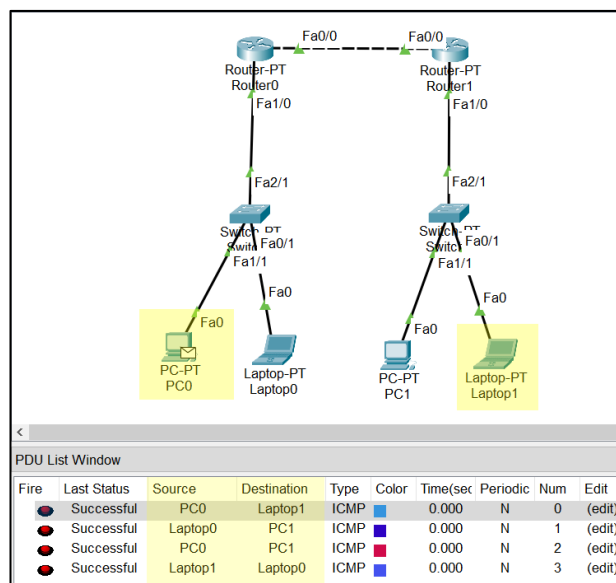 Fa0/0 Fa0/0
Router-PT Router-PT
Router0 Router1
Fa1/0 Fa1/0
Fa2/1 Fa2/1
Fa0/1 Fa0/1
Fa1/1 Fa1/1
Fa0 Fa0 Fa0 Fa0
PC-PT Laptop-PT PC-PT Laptop-PT
PC0 Laptop0 PC1 Laptop1
<
PDU List Window
Fire Last Status Source Destination Type Color Time(sec Periodic Num Edit
Successful PC0 Laptop1 ICMP 0.000 N 0 (edit)
Successful Laptop0 PC1 ICMP 0.000 N 1 (edit)
Successful PC0 PC1 ICMP 0.000 N 2 (edit)
Successful Laptop1 Laptop0 ICMP 0.000 N 3 (edit)